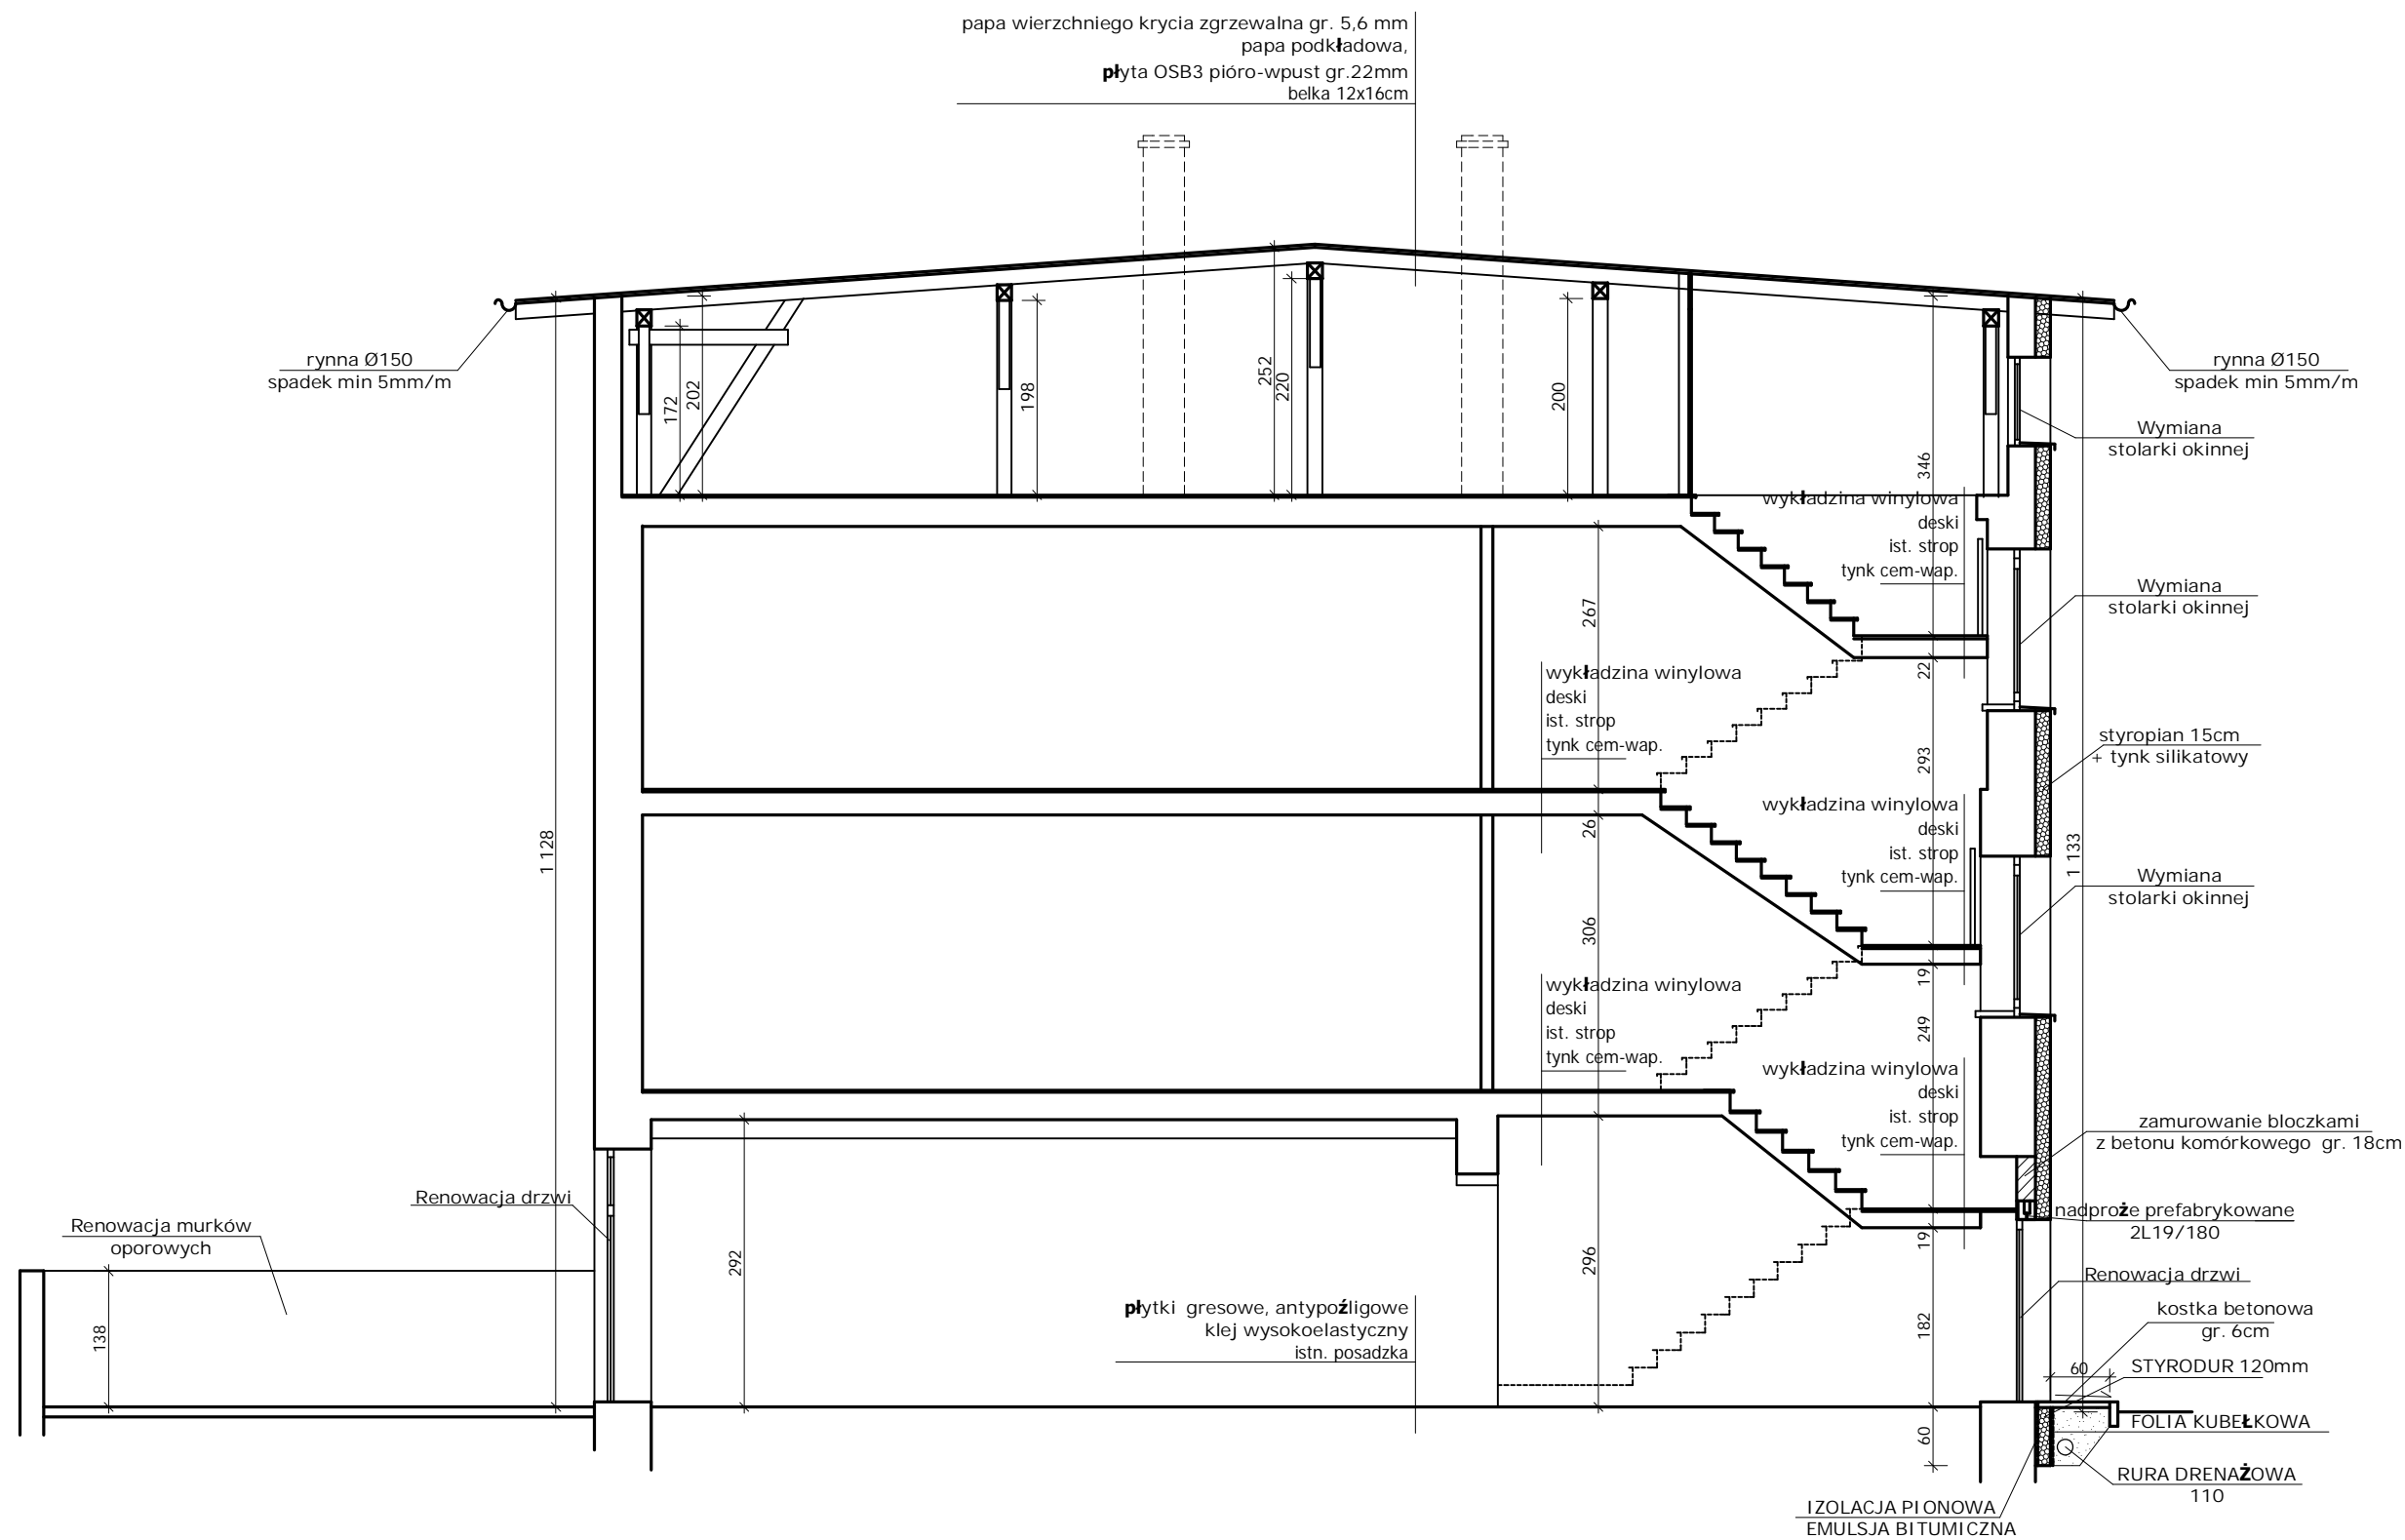 papa wierzchniego krycia zgrzewalna gr. 5,6 mm
papa podkładowa,
płyta OSB3 pióro-wpust gr.22mm
belka 12x16cm
rynna Ø150
spadek min 5mm/m
rynna Ø150
spadek min 5mm/m
172
202
198
252
220
200
346
Wymiana
stolarki okinnej
wykładzina winylowa
deski
ist. strop
tynk cem-wap.
Wymiana
stolarki okinnej
267
22
wykładzina winylowa
deski
ist. strop
tynk cem-wap.
293
styropian 15cm
+ tynk silikatowy
wykładzina winylowa
deski
ist. strop
tynk cem-wap.
1 128
26
1 133
Wymiana
stolarki okinnej
306
19
wykładzina winylowa
deski
ist. strop
tynk cem-wap.
249
wykładzina winylowa
deski
ist. strop
tynk cem-wap.
zamurowanie bloczkami
z betonu komórkowego gr. 18cm
Renowacja drzwi
Renowacja murków
oporowych
nadproże prefabrykowane
2L19/180
292
296
19
Renowacja drzwi
138
płytki gresowe, antypoźligowe
klej wysokoelastyczny
istn. posadzka
182
kostka betonowa
gr. 6cm
60
STYRODUR 120mm
60
FOLIA KUBEŁKOWA
RURA DRENAŻOWA
110
IZOLACJA PIONOWA
EMULSJA BITUMICZNA